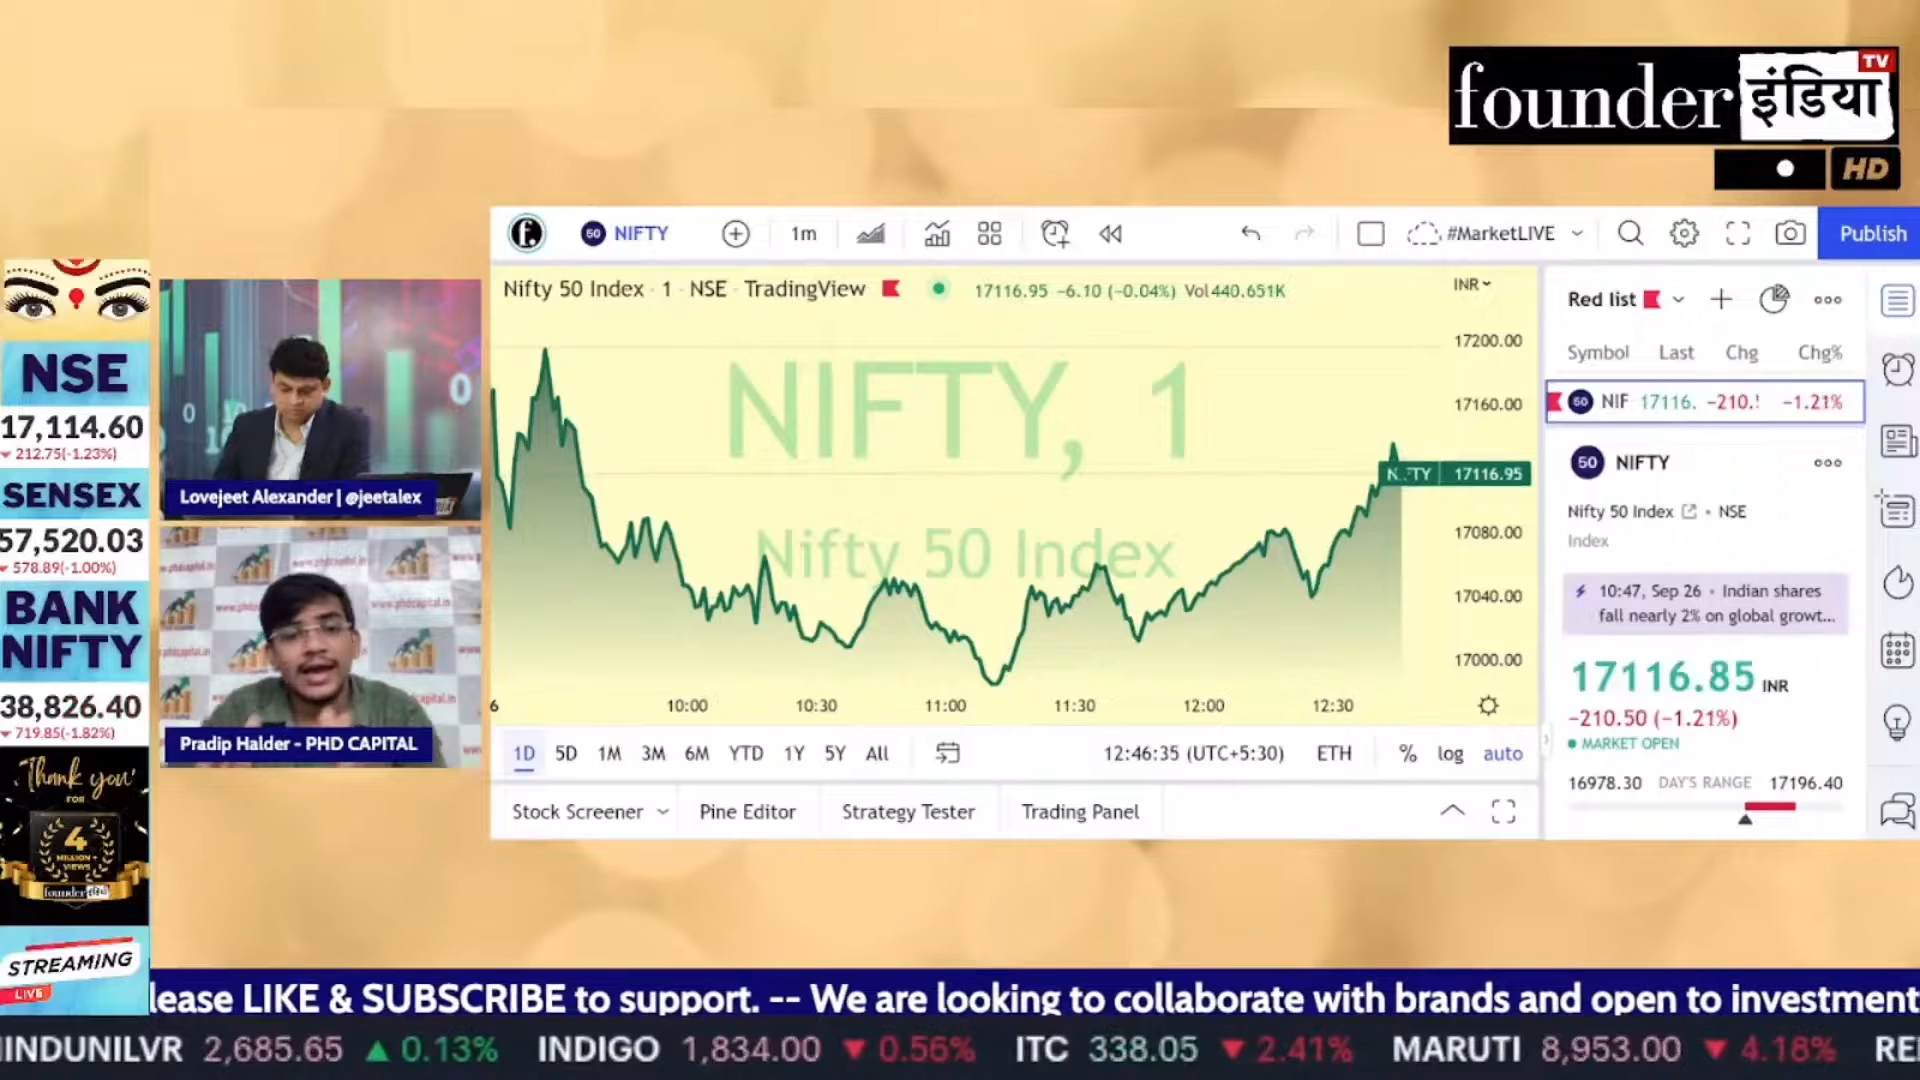 founder इंडिया TV
HD
f. 50 NIFTY 1m #MarketLIVE Publish
Nifty 50 Index · 1 · NSE · TradingView 17116.95 −6.10 (−0.04%) Vol 440.651K
INR
NIFTY, 1
Nifty 50 Index
17200.00
17160.00
17116.95
17080.00
17040.00
17000.00
6 10:00 10:30 11:00 11:30 12:00 12:30
1D 5D 1M 3M 6M YTD 1Y 5Y All 12:46:35 (UTC+5:30) ETH % log auto
Stock Screener Pine Editor Strategy Tester Trading Panel
Red list
Symbol Last Chg Chg%
50 NIF 17116. −210. −1.21%
50 NIFTY
Nifty 50 Index • NSE
Index
10:47, Sep 26 • Indian shares
fall nearly 2% on global growt...
17116.85 INR
−210.50 (−1.21%)
MARKET OPEN
16978.30 DAY'S RANGE 17196.40
NSE
17,114.60
212.75(-1.23%)
SENSEX
57,520.03
578.89(-1.00%)
BANK
NIFTY
38,826.40
719.85(-1.82%)
Thank you
FOR
4
MILLION +
VIEWS
founder इंडिया
STREAMING
LIVE
Lovejeet Alexander | @jeetalex
Pradip Halder - PHD CAPITAL
lease LIKE & SUBSCRIBE to support. -- We are looking to collaborate with brands and open to investment
HINDUNILVR 2,685.65 ▲ 0.13% INDIGO 1,834.00 ▼ 0.56% ITC 338.05 ▼ 2.41% MARUTI 8,953.00 ▼ 4.18% REL